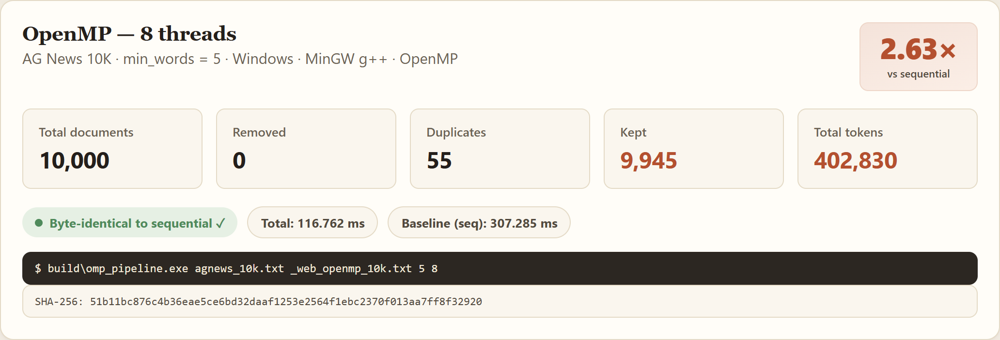 OpenMP — 8 threads
AG News 10K · min_words = 5 · Windows · MinGW g++ · OpenMP
2.63×
vs sequential
Total documents
10,000
Removed
0
Duplicates
55
Kept
9,945
Total tokens
402,830
Byte-identical to sequential ✓
Total: 116.762 ms
Baseline (seq): 307.285 ms
$ build\omp_pipeline.exe agnews_10k.txt _web_openmp_10k.txt 5 8
SHA-256: 51b11bc876c4b36eae5ce6bd32daaf1253e2564f1ebc2370f013aa7ff8f32920